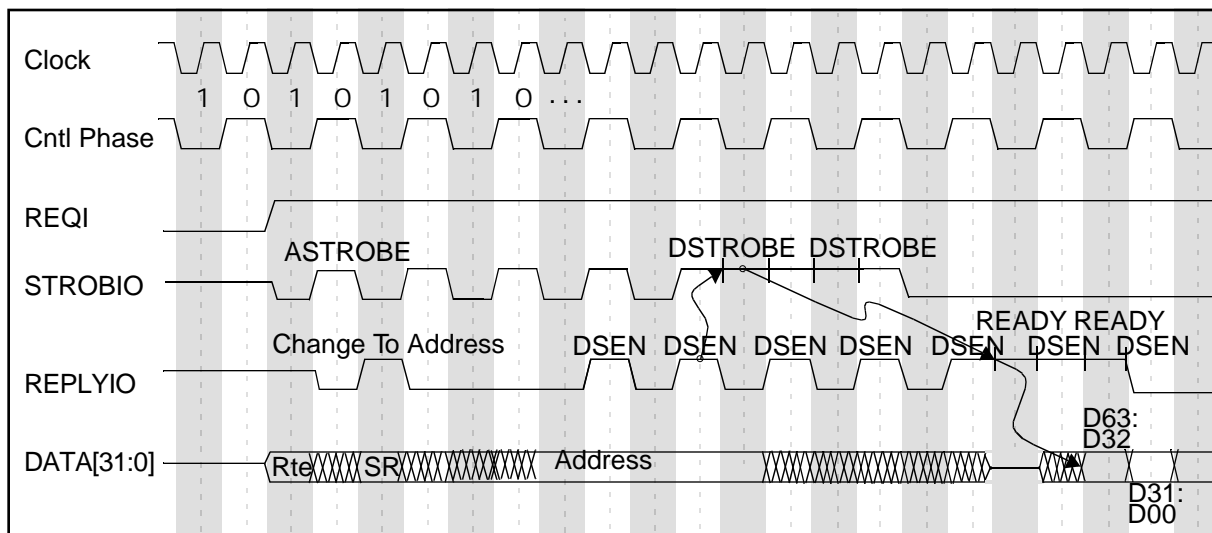 Clock
1 0 1 0 1 0 1 0 ...
Cntl Phase
REQI
ASTROBE DSTROBE DSTROBE
STROBIO
READY READY
Change To Address DSEN DSEN DSEN DSEN DSEN DSEN DSEN
REPLYIO
D63:
D32
DATA[31:0] Rte SR Address
D31:
D00